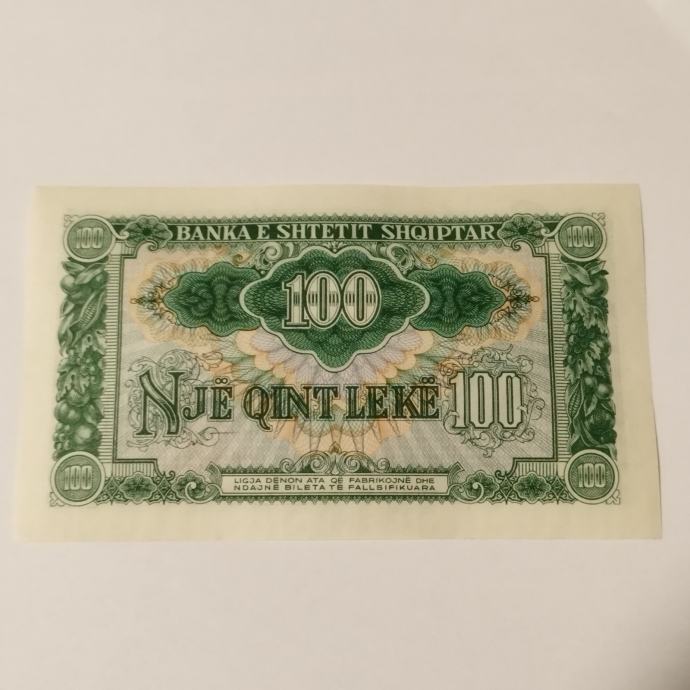 BANKA E SHTETIT SHQIPTAR
100 100
100
NJË QINT LEKË 100
100 100
LIGJA DËNON ATA QË FABRIKOJNË DHE
NDAJNË BILETA TË FALLSIFIKUARA